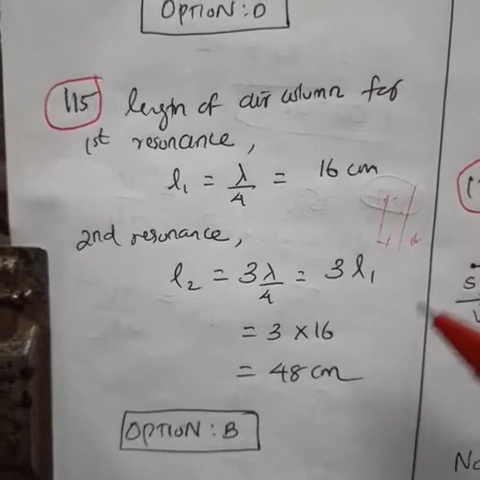 OPTION : D
115 length of air column for
1st resonance,
l₁ = λ/4 = 16 cm
2nd resonance,
l₂ = 3λ/4 = 3 l₁
= 3 × 16
= 48 cm
OPTION : B
S
No